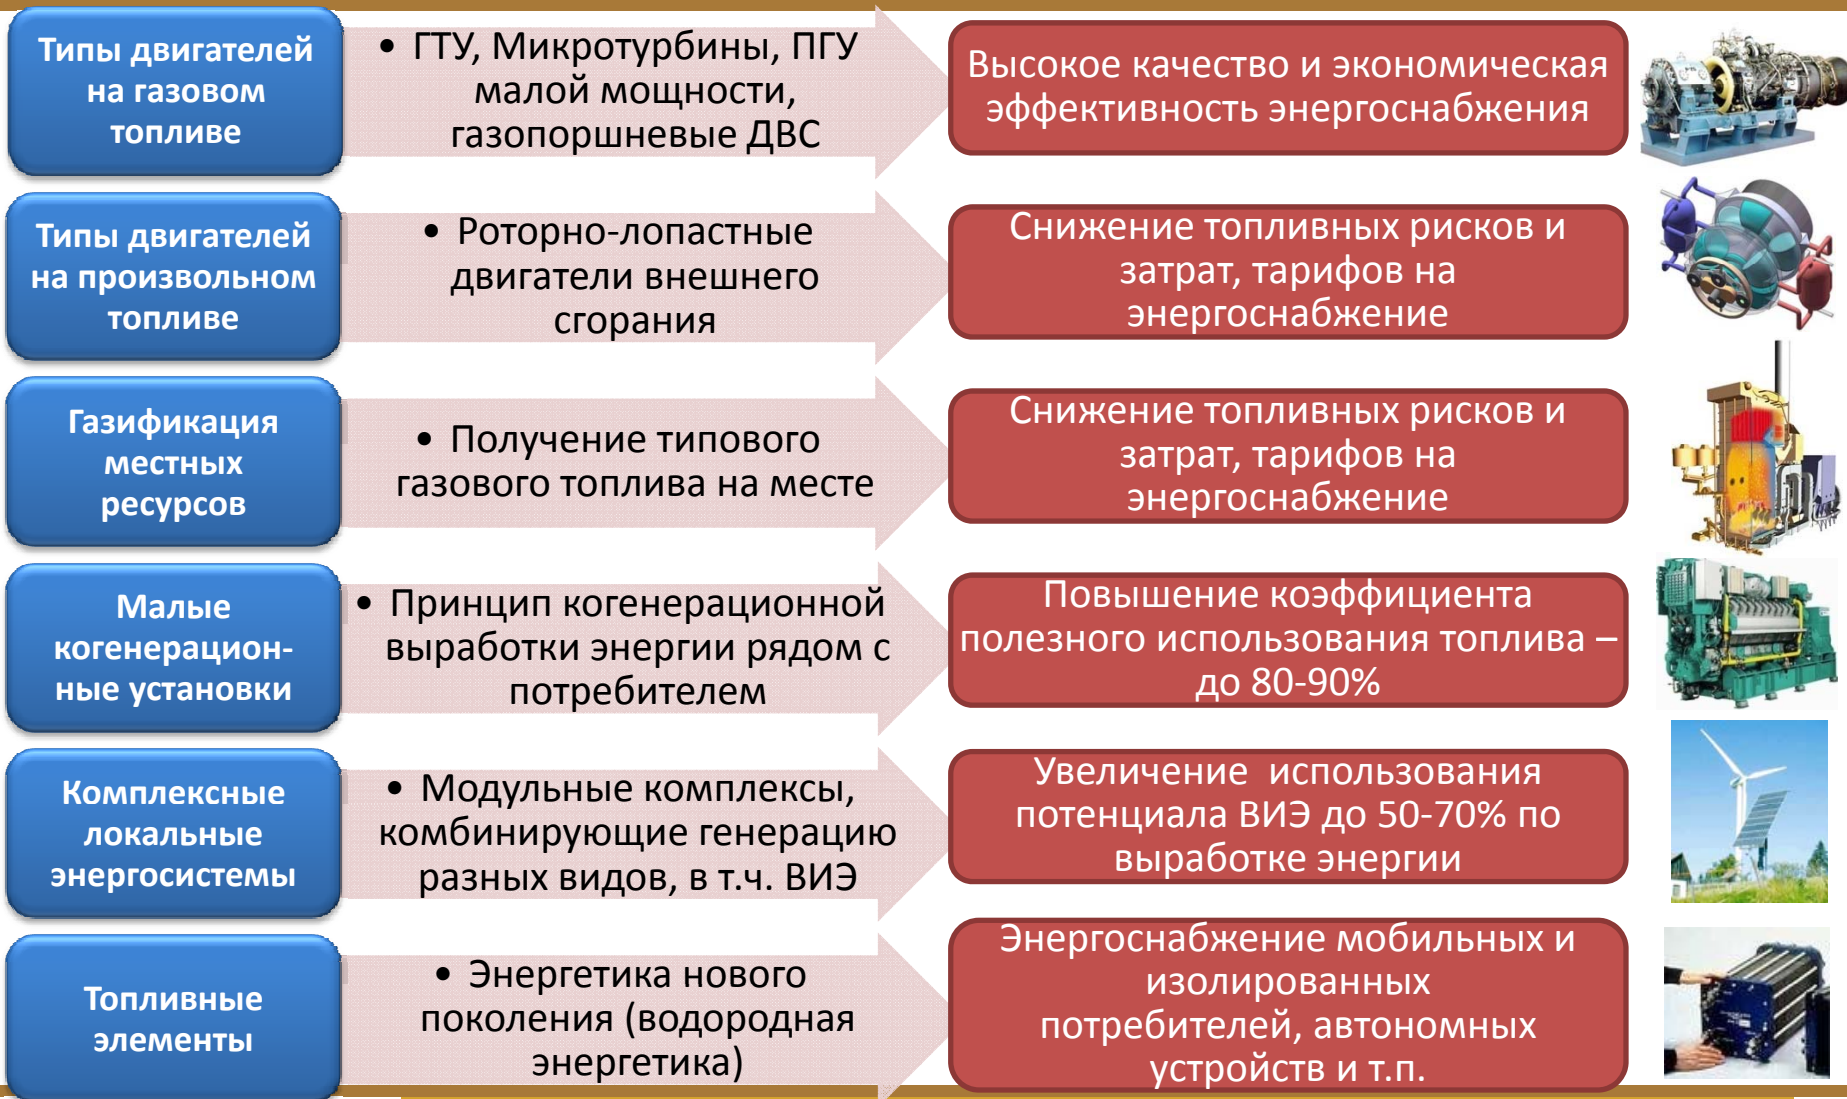 Типы двигателей
на газовом
топливе
• ГТУ, Микротурбины, ПГУ
малой мощности,
газопоршневые ДВС
Высокое качество и экономическая
эффективность энергоснабжения
Типы двигателей
на произвольном
топливе
• Роторно-лопастные
двигатели внешнего
сгорания
Снижение топливных рисков и
затрат, тарифов на
энергоснабжение
Газификация
местных
ресурсов
• Получение типового
газового топлива на месте
Снижение топливных рисков и
затрат, тарифов на
энергоснабжение
Малые
когенерацион-
ные установки
• Принцип когенерационной
выработки энергии рядом с
потребителем
Повышение коэффициента
полезного использования топлива –
до 80-90%
Комплексные
локальные
энергосистемы
• Модульные комплексы,
комбинирующие генерацию
разных видов, в т.ч. ВИЭ
Увеличение использования
потенциала ВИЭ до 50-70% по
выработке энергии
Топливные
элементы
• Энергетика нового
поколения (водородная
энергетика)
Энергоснабжение мобильных и
изолированных
потребителей, автономных
устройств и т.п.